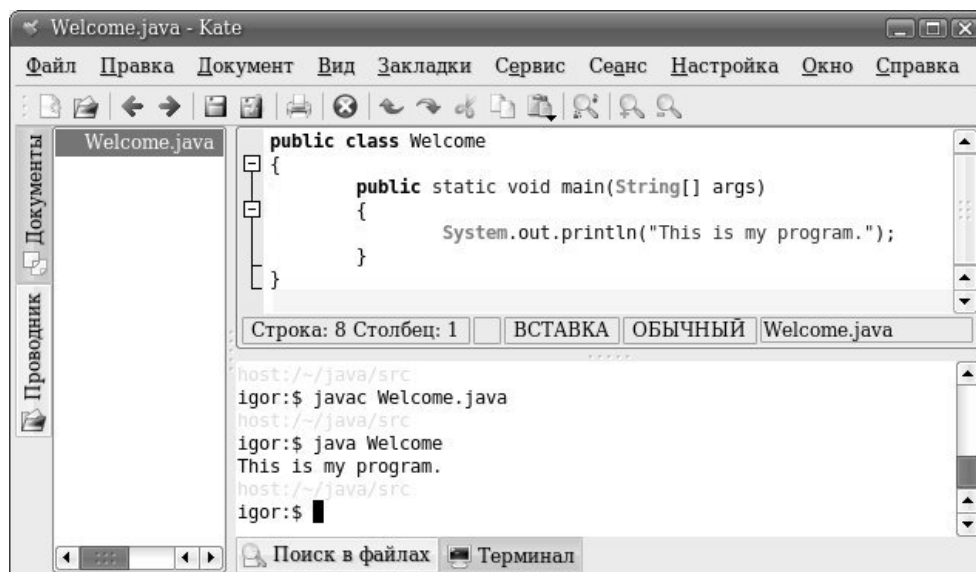 Welcome.java - Kate
Файл Правка Документ Вид Закладки Сервис Сеанс Настройка Окно Справка
Документы
Проводник
Welcome.java
public class Welcome
{
public static void main(String[] args)
{
System.out.println("This is my program.");
}
}
Строка: 8 Столбец: 1 ВСТАВКА ОБЫЧНЫЙ Welcome.java
host:/~/java/src
igor:$ javac Welcome.java
host:/~/java/src
igor:$ java Welcome
This is my program.
host:/~/java/src
igor:$
Поиск в файлах Терминал